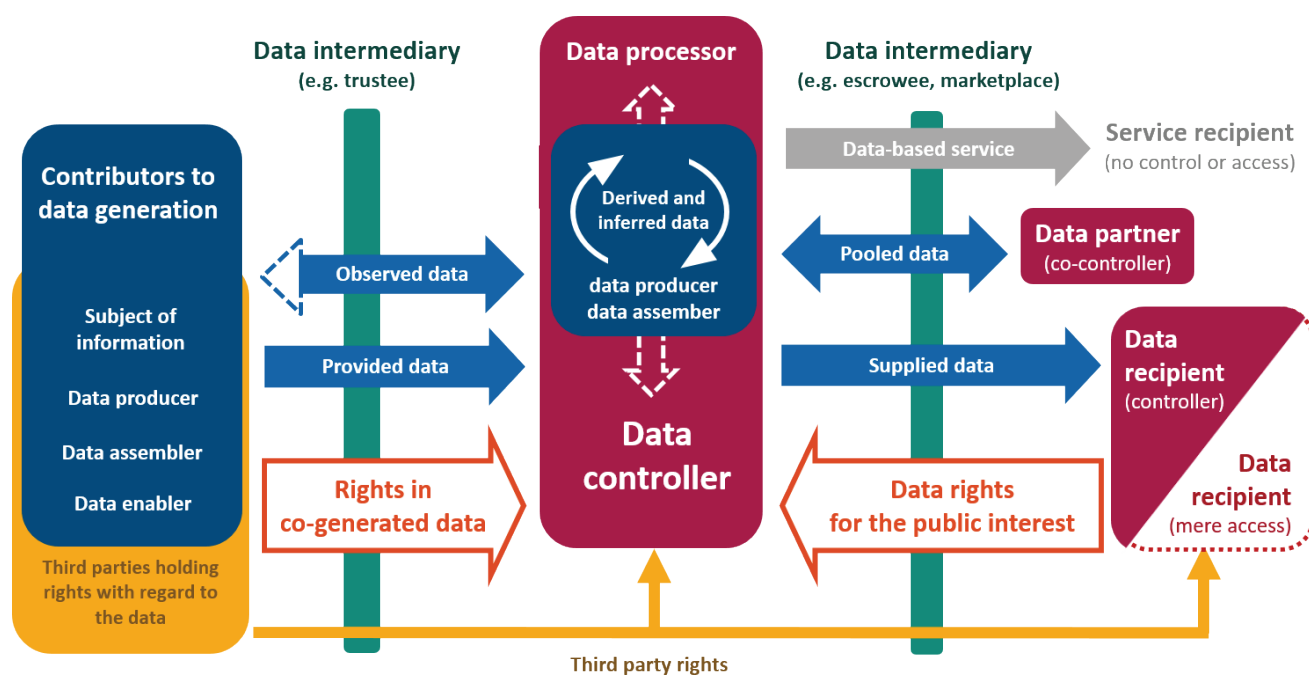 Data intermediary
(e.g. trustee)
Data processor
Data intermediary
(e.g. escrowee, marketplace)
Contributors to
data generation
Subject of
information
Data producer
Data assembler
Data enabler
Third parties holding
rights with regard to
the data
Observed data
Provided data
Rights in
co-generated data
Derived and
inferred data
data producer
data assember
Data
controller
Data-based service
Service recipient
(no control or access)
Pooled data
Data partner
(co-controller)
Supplied data
Data
recipient
(controller)
Data
recipient
(mere access)
Data rights
for the public interest
Third party rights